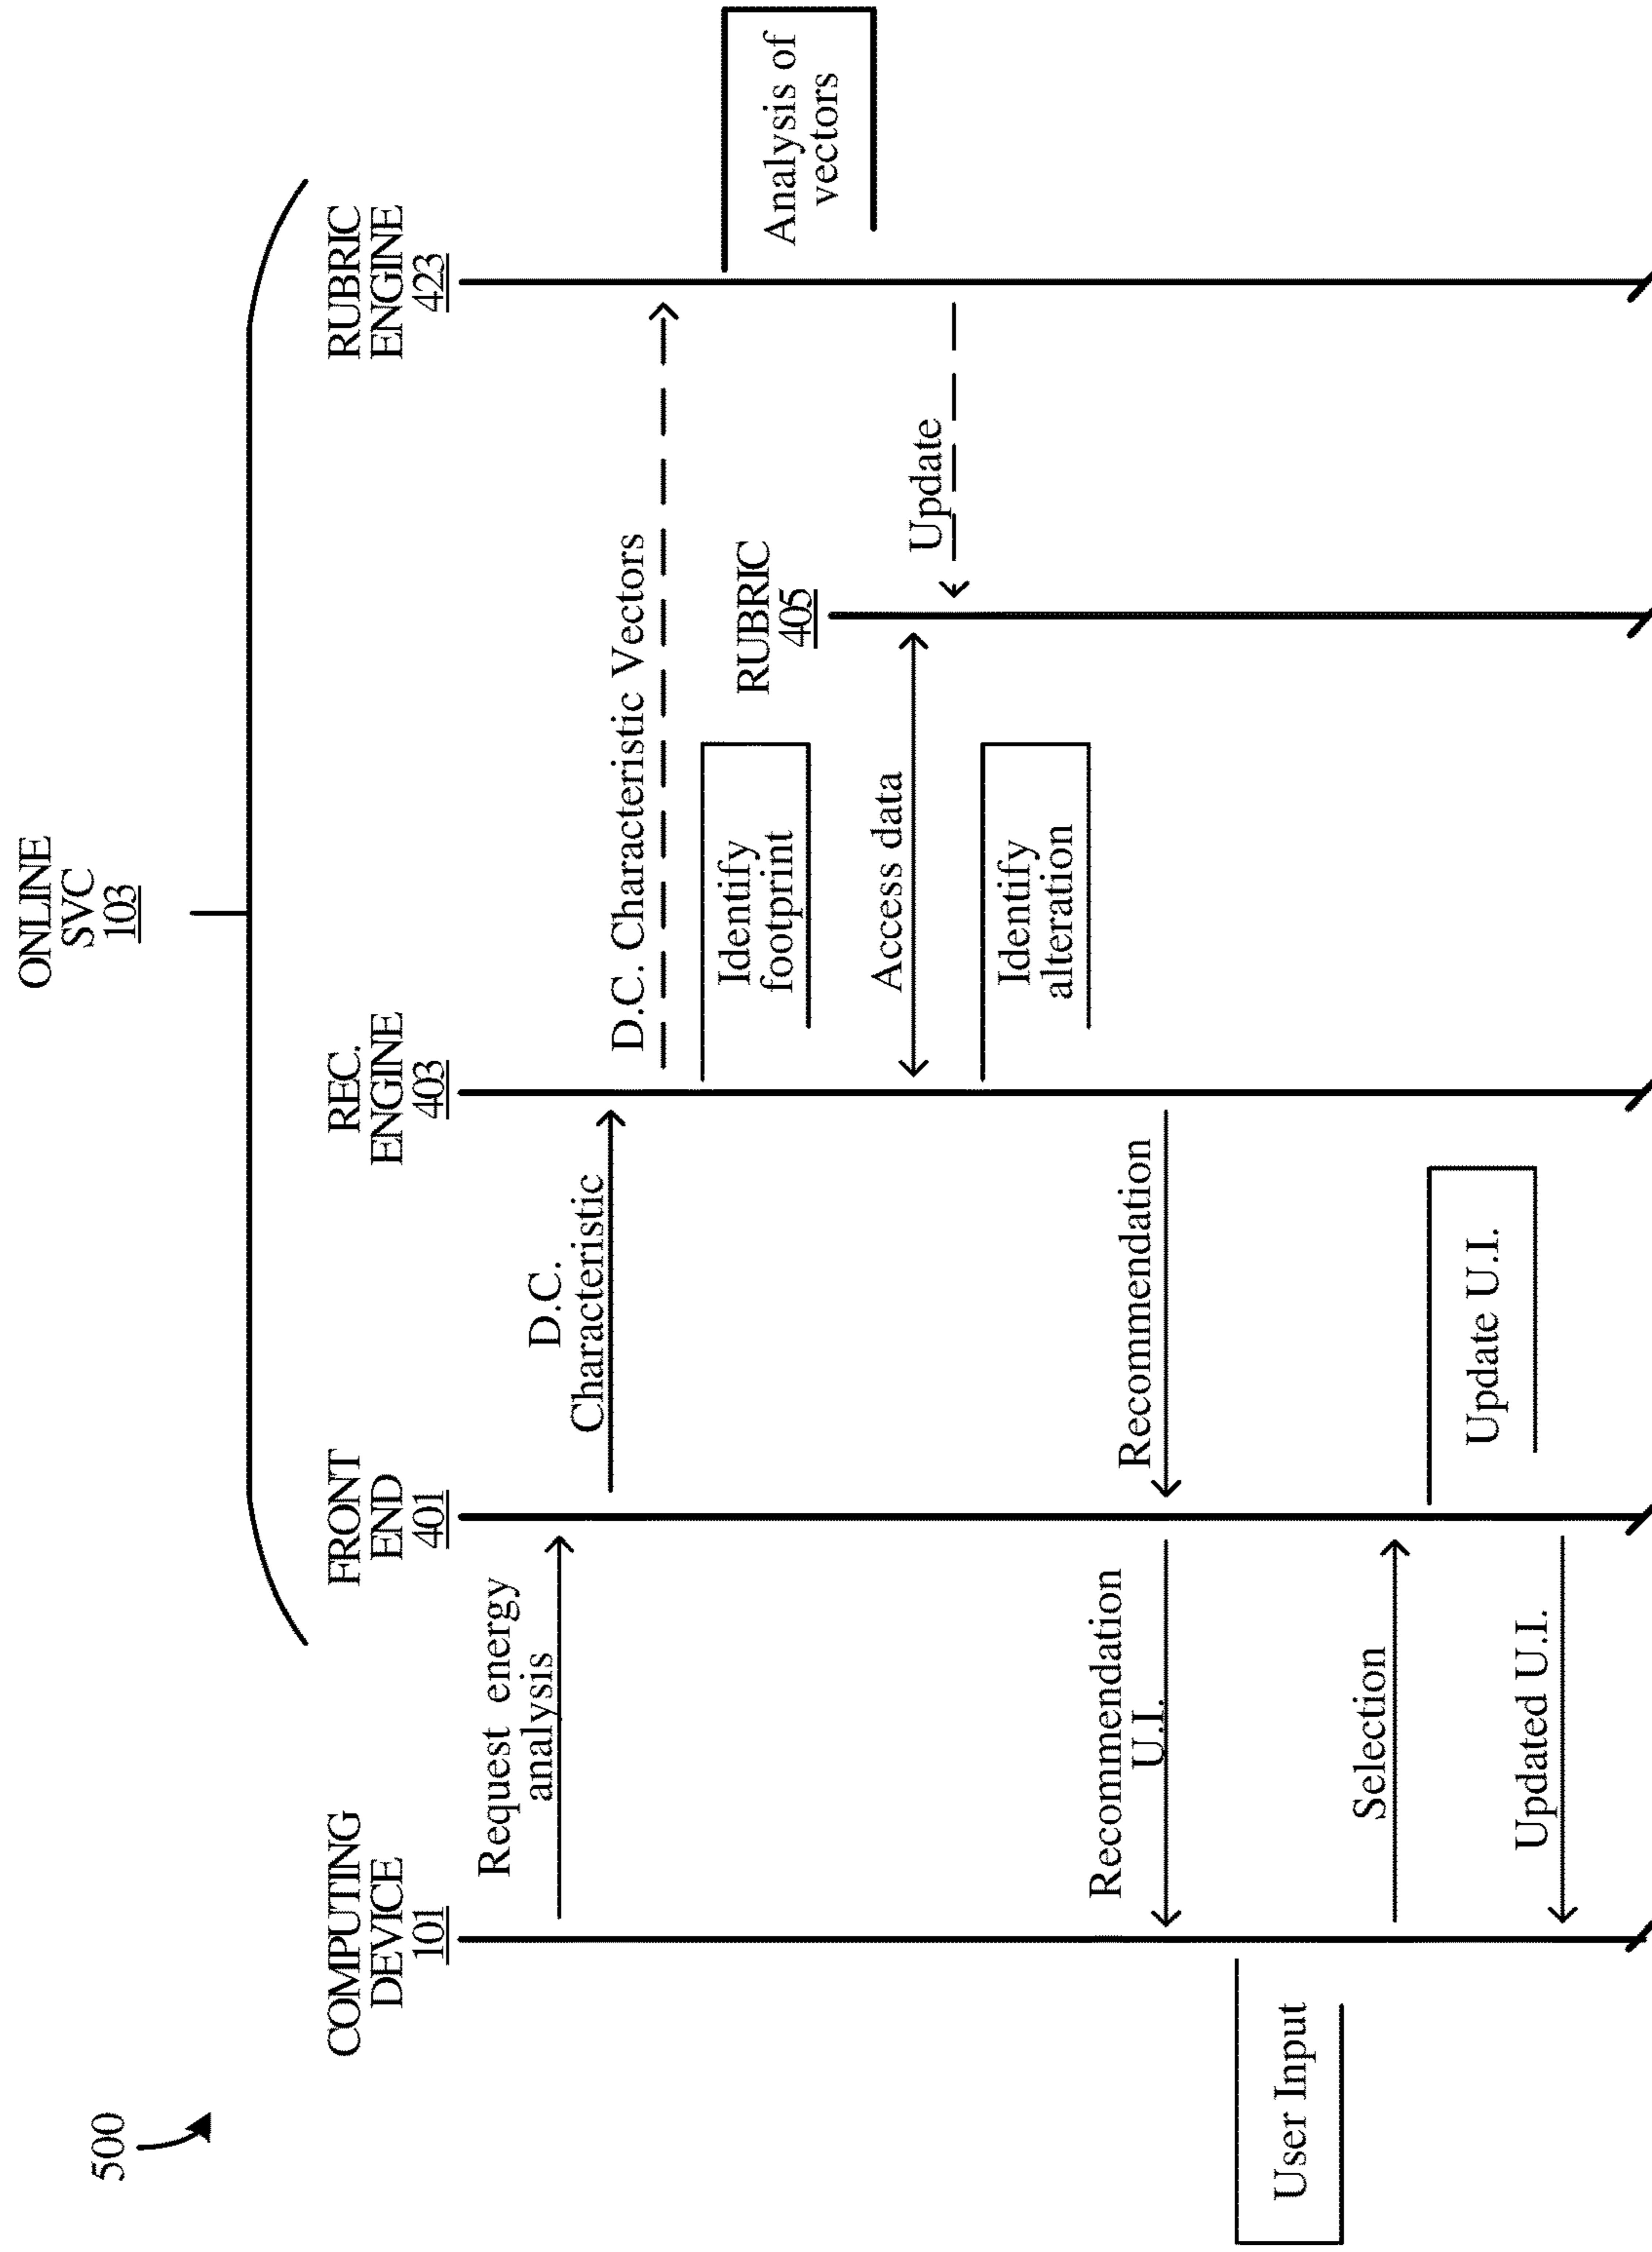 500
ONLINE
SVC
103
COMPUTING
DEVICE
101
FRONT
END
401
REC.
ENGINE
403
RUBRIC
ENGINE
423
Request energy
analysis
D.C.
Characteristic
D.C. Characteristic Vectors
Identify
footprint
RUBRIC
405
Analysis of
vectors
Access data
Update
Identify
alteration
Recommendation
U.I.
Recommendation
User Input
Selection
Update U.I.
Updated U.I.